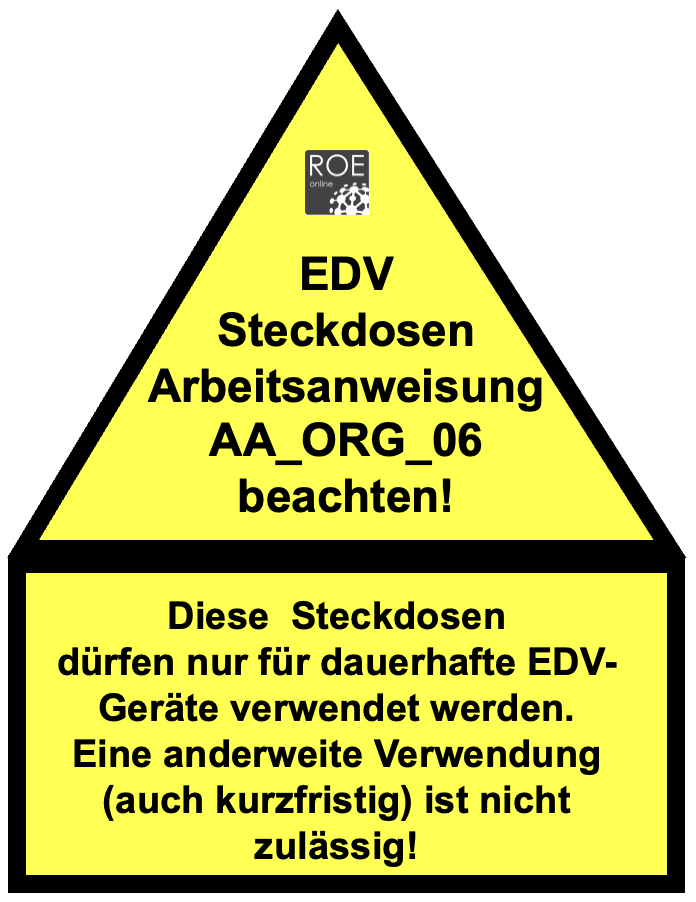 ROE
online
EDV
Steckdosen
Arbeitsanweisung
AA_ORG_06
beachten!
Diese  Steckdosen
dürfen nur für dauerhafte EDV-
Geräte verwendet werden.
Eine anderweite Verwendung
(auch kurzfristig) ist nicht
zulässig!